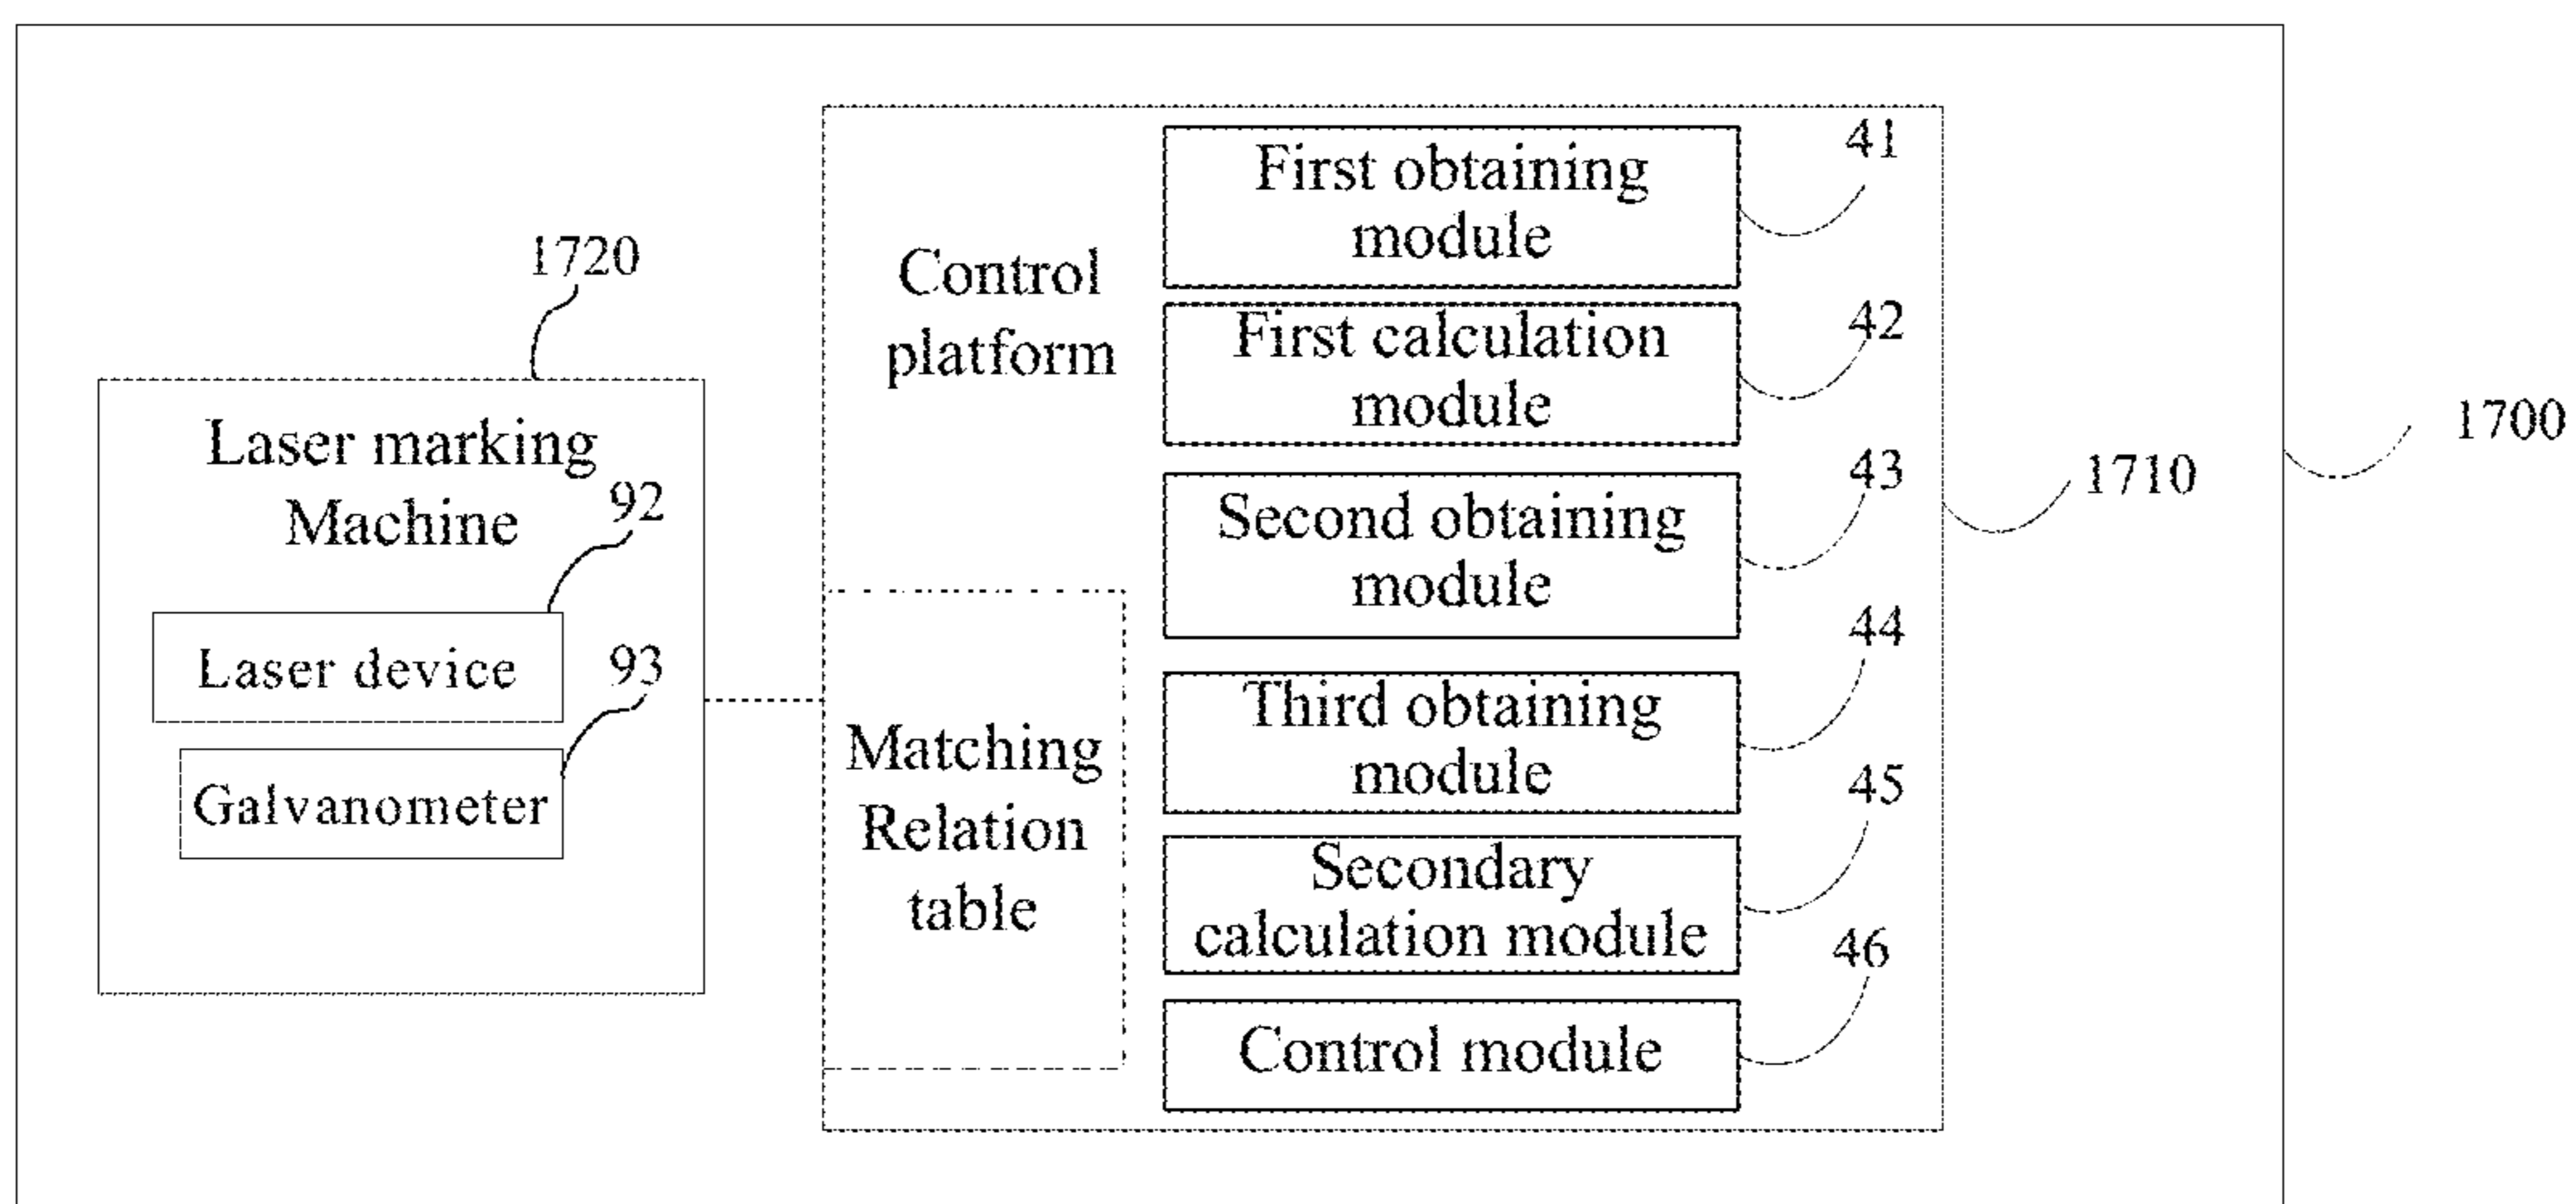 1720
Laser marking
Machine
92
Laser device
93
Galvanometer
Control
platform
Matching
Relation
table
First obtaining
module
41
First calculation
module
42
Second obtaining
module
43
Third obtaining
module
44
Secondary
calculation module
45
Control module
46
1710
1700